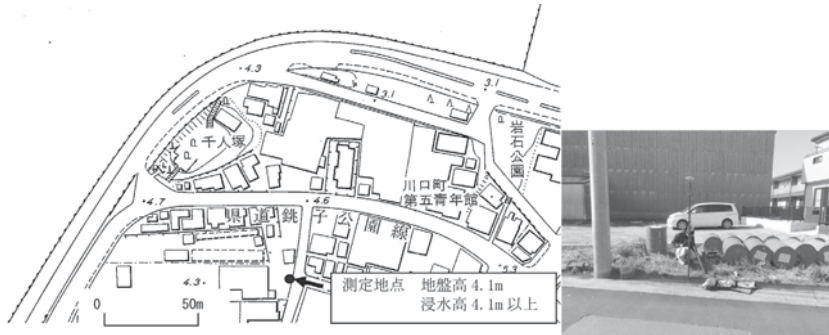 4.3
3.1
3.1
千人塚
岩石公園
川口町
第五青年館
4.7
4.6
県道銚子公園線
5.3
4.3
測定地点 地盤高 4.1m
浸水高 4.1m 以上
0 50m